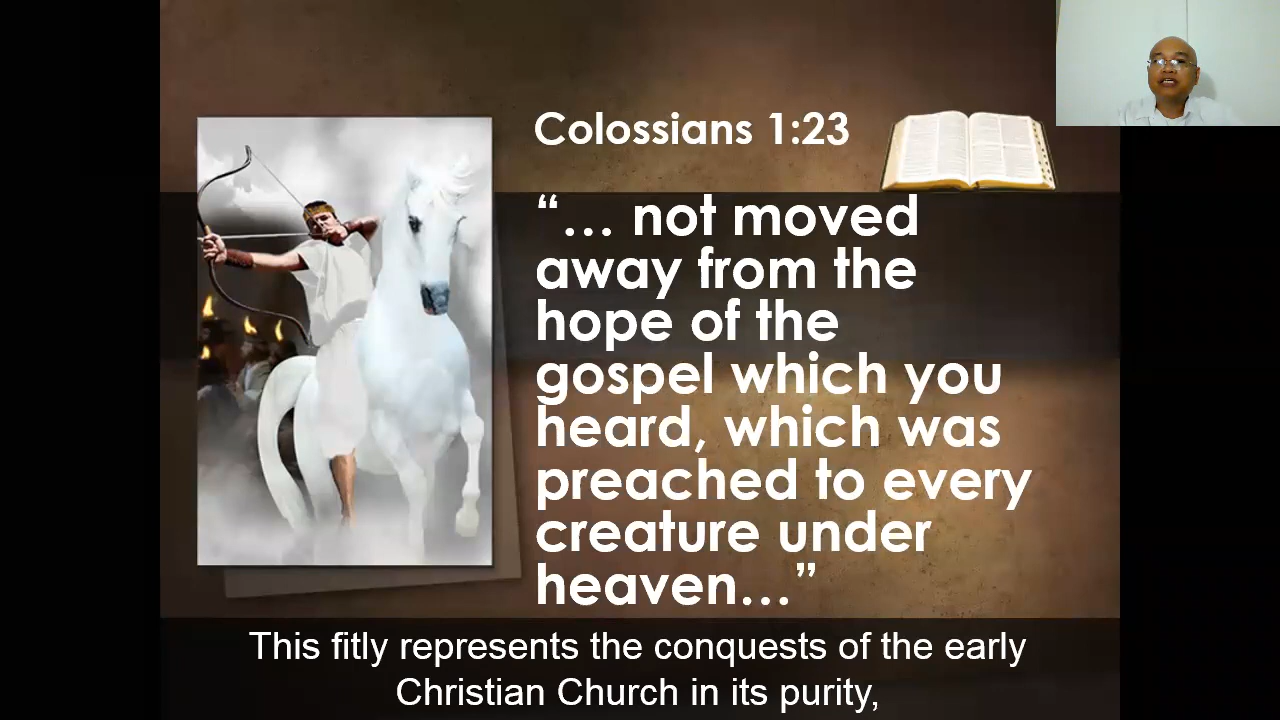 Colossians 1:23
“… not moved
away from the
hope of the
gospel which you
heard, which was
preached to every
creature under
heaven…”
This fitly represents the conquests of the early
Christian Church in its purity,